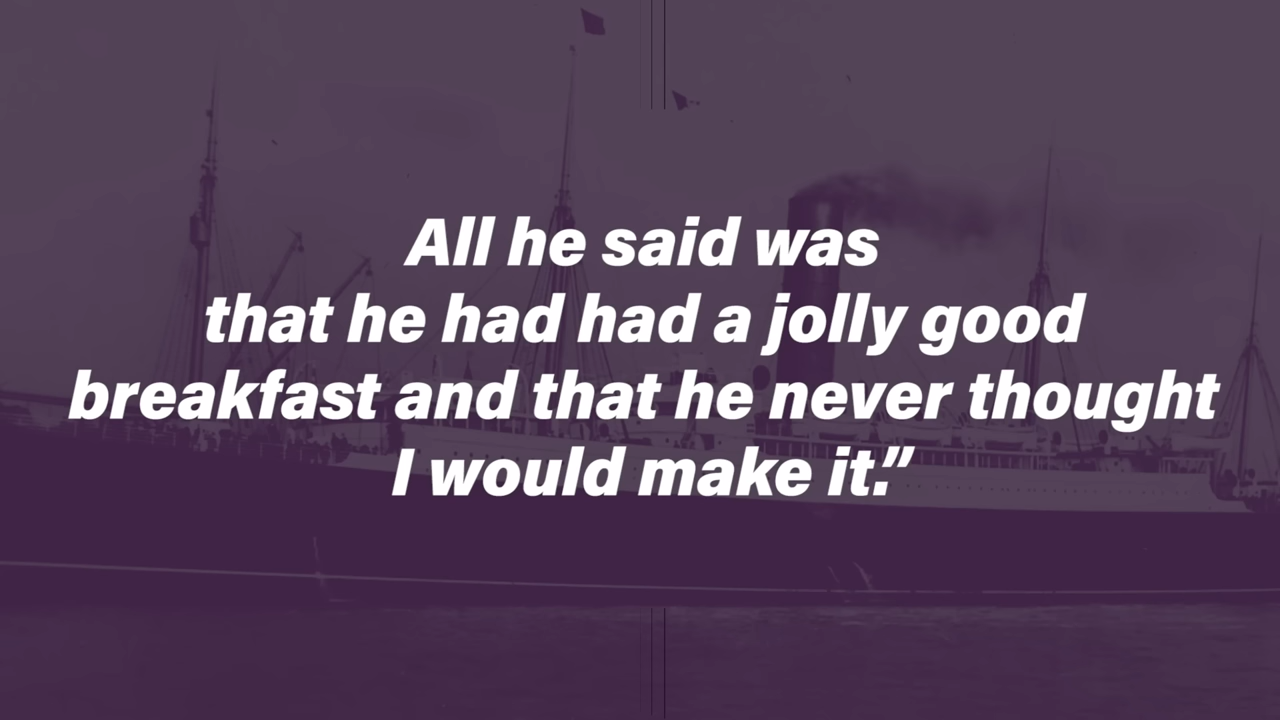 All he said was
that he had had a jolly good
breakfast and that he never thought
I would make it.”